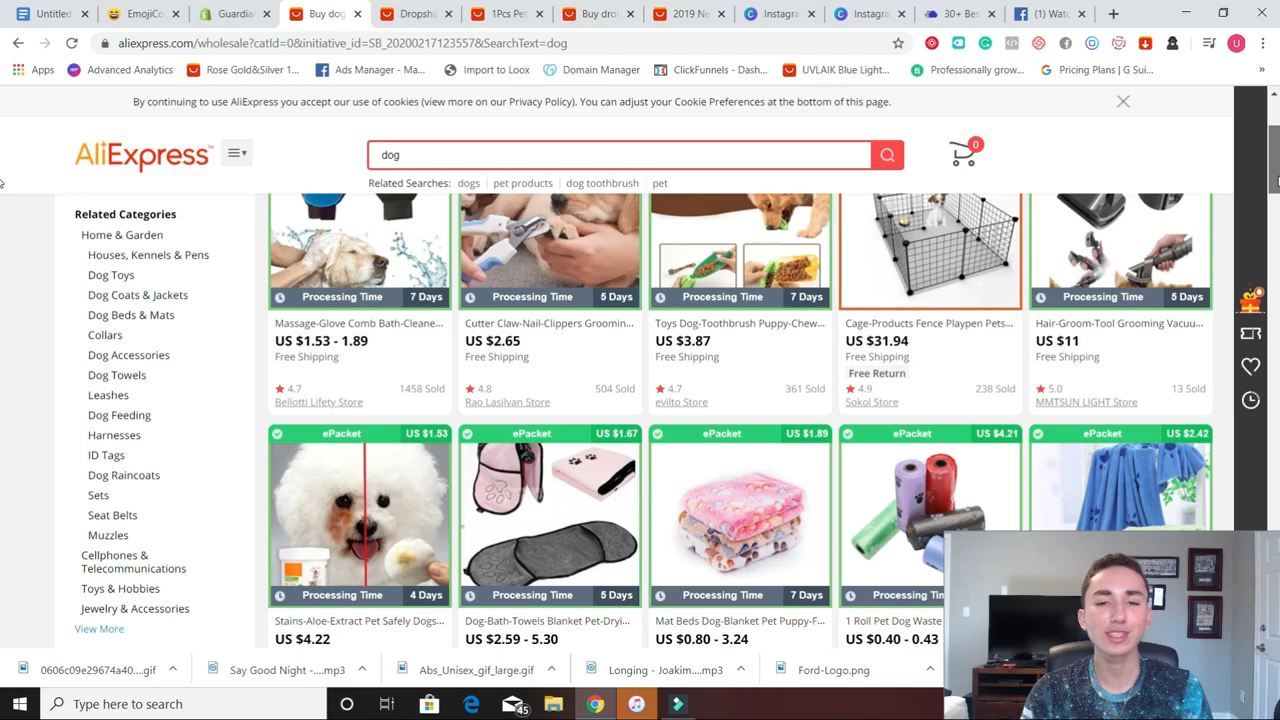 Untitled
EmojiCo
Guardia
Buy dog
Dropshi
1Pcs Pet
Buy dro
2019 Ne
Instagra
Instagra
30+ Bes
(1) Watc
aliexpress.com/wholesale?catId=0&initiative_id=SB_20200217123557&SearchText=dog
U
Apps
Advanced Analytics
Rose Gold&Silver 1...
Ads Manager - Ma...
Import to Loox
Domain Manager
ClickFunnels - Dash...
UVLAIK Blue Light...
Professionally grow...
Pricing Plans | G Sui...
By continuing to use AliExpress you accept our use of cookies (view more on our Privacy Policy). You can adjust your Cookie Preferences at the bottom of this page.
AliExpress
dog
0
Related Searches: dogs pet products dog toothbrush pet
Related Categories
Home & Garden
Houses, Kennels & Pens
Dog Toys
Dog Coats & Jackets
Dog Beds & Mats
Collars
Dog Accessories
Dog Towels
Leashes
Dog Feeding
Harnesses
ID Tags
Dog Raincoats
Sets
Seat Belts
Muzzles
Cellphones &
Telecommunications
Toys & Hobbies
Jewelry & Accessories
View More
Processing Time 7 Days
Massage-Glove Comb Bath-Cleane...
US $1.53 - 1.89
Free Shipping
4.7 1458 Sold
Bellotti Lifety Store
Processing Time 5 Days
Cutter Claw-Nail-Clippers Groomin...
US $2.65
Free Shipping
4.8 504 Sold
Rao Lasilvan Store
Processing Time 7 Days
Toys Dog-Toothbrush Puppy-Chew...
US $3.87
Free Shipping
4.7 361 Sold
evilto Store
Processing Time 7 Days
Cage-Products Fence Playpen Pets...
US $31.94
Free Shipping
Free Return
4.9 238 Sold
Sokol Store
Processing Time 5 Days
Hair-Groom-Tool Grooming Vacuu...
US $11
Free Shipping
5.0 13 Sold
MMTSUN LIGHT Store
ePacket US $1.53
Processing Time 4 Days
Stains-Aloe-Extract Pet Safely Dogs...
US $4.22
ePacket US $1.67
Processing Time 5 Days
Dog-Bath-Towels Blanket Pet-Dryi...
US $2.59 - 5.30
ePacket US $1.89
Processing Time 7 Days
Mat Beds Dog-Blanket Pet Puppy-F...
US $0.80 - 3.24
ePacket US $4.21
Processing Time
1 Roll Pet Dog Waste
US $0.40 - 0.43
ePacket US $2.42
0606c09e29674a40....gif
Say Good Night -....mp3
Abs_Unisex_gif_large.gif
Longing - Joakim....mp3
Ford-Logo.png
Type here to search
45